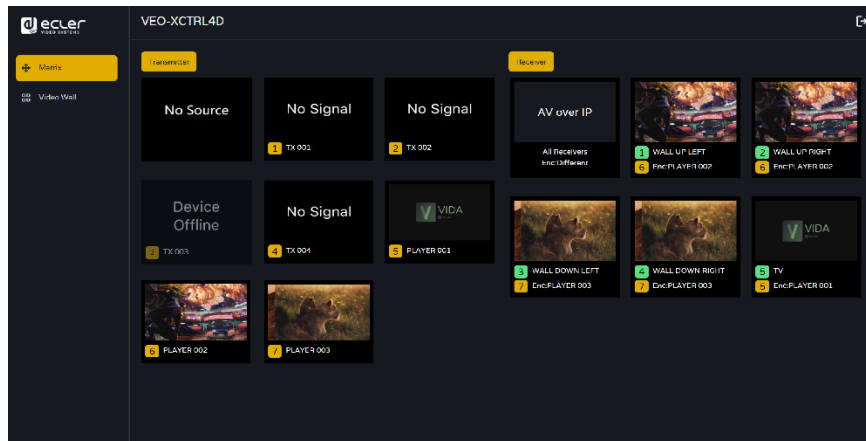 ecler
VIDEO SYSTEMS
VEO-XCTRL4D
Matrix
Video Wall
Transmitter
No Source
No Signal
1 TX 001
No Signal
2 TX 002
Device
Offline
3 TX 003
No Signal
4 TX 004
VIDA
5 PLAYER 001
6 PLAYER 002
7 PLAYER 003
Receiver
AV over IP
All Receivers
Enc:Different
1 WALL UP LEFT
6 Enc:PLAYER 002
2 WALL UP RIGHT
6 Enc:PLAYER 002
3 WALL DOWN LEFT
7 Enc:PLAYER 003
4 WALL DOWN RIGHT
7 Enc:PLAYER 003
VIDA
5 TV
5 Enc:PLAYER 001